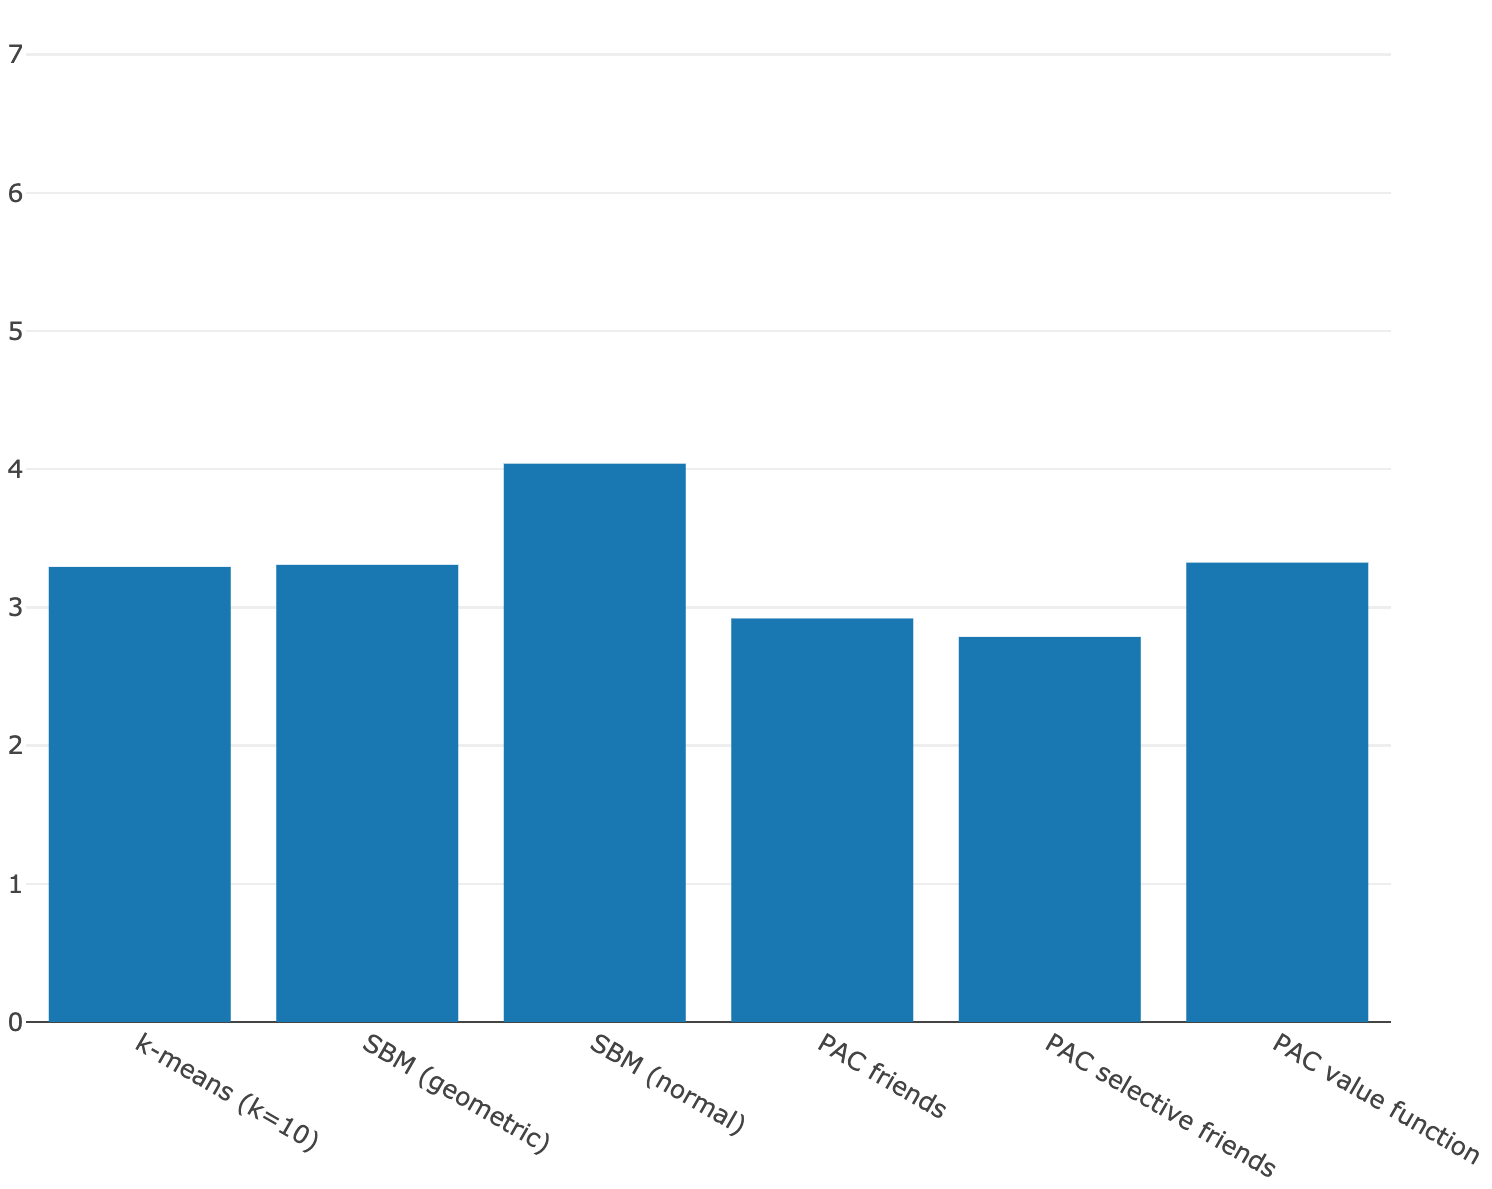 7
6
5
4
3
2
1
0
k-means (k=10)
SBM (geometric)
SBM (normal)
PAC friends
PAC selective friends
PAC value function